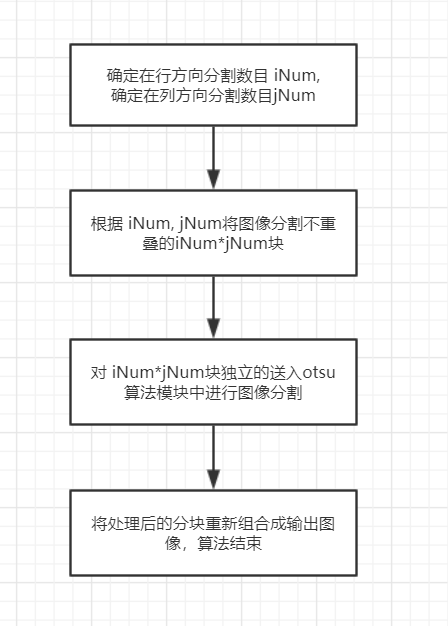 确定在行方向分割数目 iNum,
确定在列方向分割数目jNum
根据 iNum, jNum将图像分割不重
叠的iNum*jNum块
对 iNum*jNum块独立的送入otsu
算法模块中进行图像分割
将处理后的分块重新组合成输出图
像，算法结束